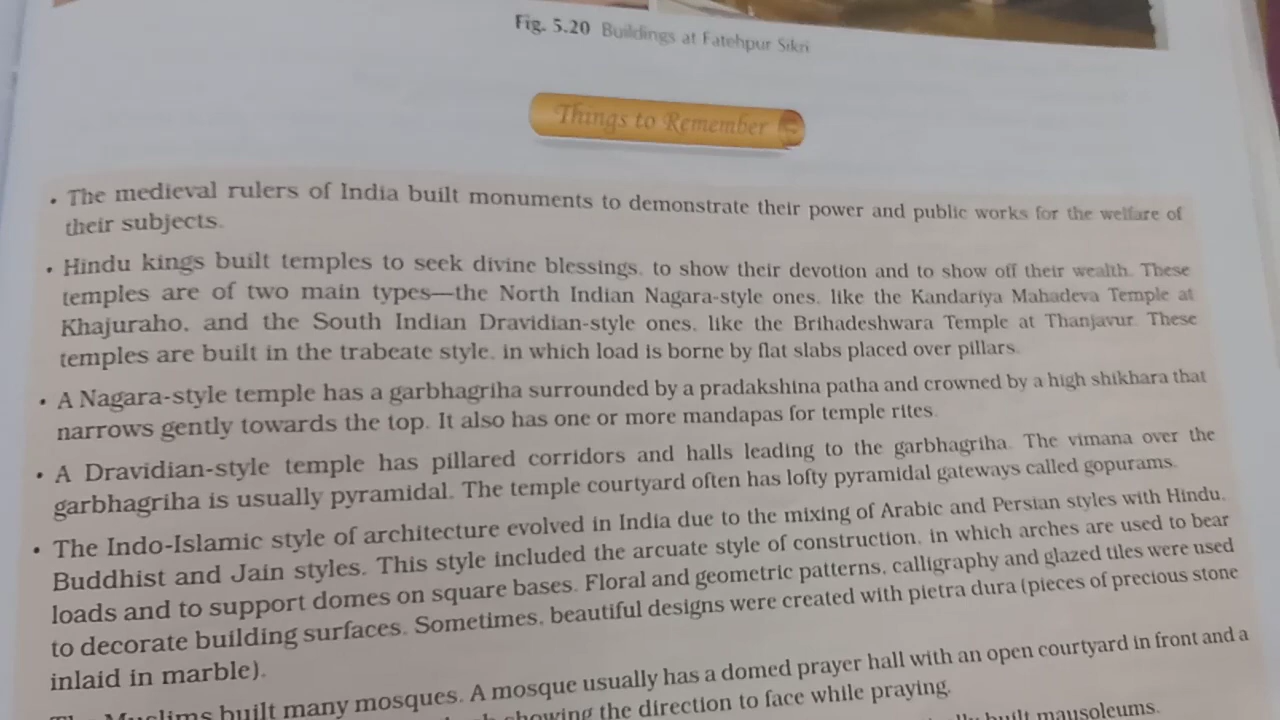 Fig. 5.20 Buildings at Fatehpur Sikri
Things to Remember
• The medieval rulers of India built monuments to demonstrate their power and public works for the welfare of
their subjects.
• Hindu kings built temples to seek divine blessings, to show their devotion and to show off their wealth. These
temples are of two main types—the North Indian Nagara-style ones, like the Kandariya Mahadeva Temple at
Khajuraho, and the South Indian Dravidian-style ones, like the Brihadeshwara Temple at Thanjavur. These
temples are built in the trabeate style, in which load is borne by flat slabs placed over pillars.
• A Nagara-style temple has a garbhagriha surrounded by a pradakshina patha and crowned by a high shikhara that
narrows gently towards the top. It also has one or more mandapas for temple rites.
• A Dravidian-style temple has pillared corridors and halls leading to the garbhagriha. The vimana over the
garbhagriha is usually pyramidal. The temple courtyard often has lofty pyramidal gateways called gopurams.
• The Indo-Islamic style of architecture evolved in India due to the mixing of Arabic and Persian styles with Hindu,
Buddhist and Jain styles. This style included the arcuate style of construction, in which arches are used to bear
loads and to support domes on square bases. Floral and geometric patterns, calligraphy and glazed tiles were used
to decorate building surfaces. Sometimes, beautiful designs were created with pietra dura (pieces of precious stone
inlaid in marble).
Muslims built many mosques. A mosque usually has a domed prayer hall with an open courtyard in front and a
showing the direction to face while praying.
built mausoleums.